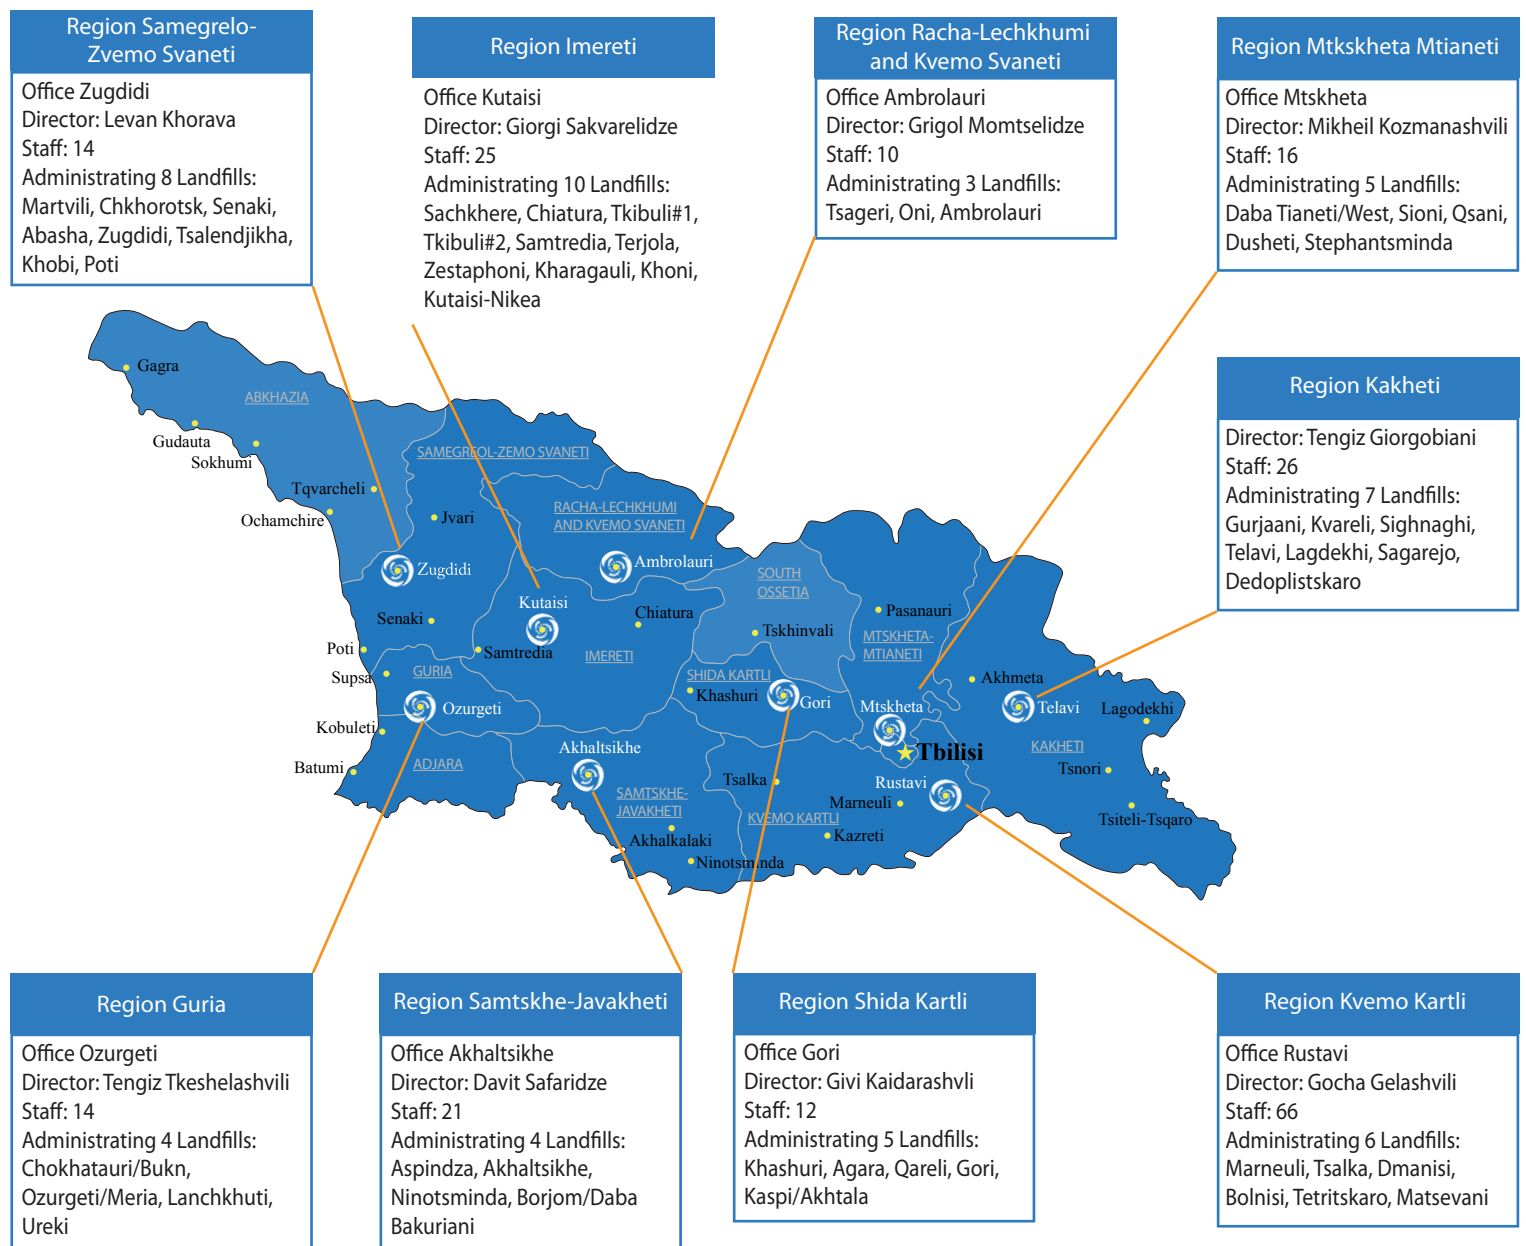 Region Samegrelo-
Zvemo Svaneti
Office Zugdidi
Director: Levan Khorava
Staff: 14
Administrating 8 Landfills:
Martvili, Chkhorotsk, Senaki,
Abasha, Zugdidi, Tsalendjikha,
Khobi, Poti
Region Imereti
Office Kutaisi
Director: Giorgi Sakvarelidze
Staff: 25
Administrating 10 Landfills:
Sachkhere, Chiatura, Tkibuli#1,
Tkibuli#2, Samtredia, Terjola,
Zestaphoni, Kharagauli, Khoni,
Kutaisi-Nikea
Region Racha-Lechkhumi
and Kvemo Svaneti
Office Ambrolauri
Director: Grigol Momtselidze
Staff: 10
Administrating 3 Landfills:
Tsageri, Oni, Ambrolauri
Region Mtkskheta Mtianeti
Office Mtskheta
Director: Mikheil Kozmanashvili
Staff: 16
Administrating 5 Landfills:
Daba Tianeti/West, Sioni, Qsani,
Dusheti, Stephantsminda
Region Kakheti
Director: Tengiz Giorgobiani
Staff: 26
Administrating 7 Landfills:
Gurjaani, Kvareli, Sighnaghi,
Telavi, Lagdekhi, Sagarejo,
Dedoplistskaro
Gagra
ABKHAZIA
Gudauta
Sokhumi
Tqvarcheli
Ochamchire
SAMEGREOL-ZEMO SVANETI
Jvari
RACHA-LECHKHUMI
AND KVEMO SVANETI
Zugdidi
Ambrolauri
SOUTH
OSSETIA
Kutaisi
Chiatura
Senaki
Tskhinvali
Pasanauri
MTSKHETA-
MTIANETI
Poti
Samtredia
IMERETI
Supsa
GURIA
SHIDA KARTLI
Khashuri
Gori
Akhmeta
Ozurgeti
Mtskheta
Telavi
Lagodekhi
Kobuleti
Akhaltsikhe
Tbilisi
KAKHETI
Batumi
ADJARA
Tsnori
Tsalka
Rustavi
SAMTSKHE-
JAVAKHETI
Marneuli
KVEMO KARTLI
Tsiteli-Tsqaro
Akhalkalaki
Kazreti
Ninotsminda
Region Guria
Office Ozurgeti
Director: Tengiz Tkeshelashvili
Staff: 14
Administrating 4 Landfills:
Chokhatauri/Bukn,
Ozurgeti/Meria, Lanchkhuti,
Ureki
Region Samtskhe-Javakheti
Office Akhaltsikhe
Director: Davit Safaridze
Staff: 21
Administrating 4 Landfills:
Aspindza, Akhaltsikhe,
Ninotsminda, Borjom/Daba
Bakuriani
Region Shida Kartli
Office Gori
Director: Givi Kaidarashvli
Staff: 12
Administrating 5 Landfills:
Khashuri, Agara, Qareli, Gori,
Kaspi/Akhtala
Region Kvemo Kartli
Office Rustavi
Director: Gocha Gelashvili
Staff: 66
Administrating 6 Landfills:
Marneuli, Tsalka, Dmanisi,
Bolnisi, Tetritskaro, Matsevani